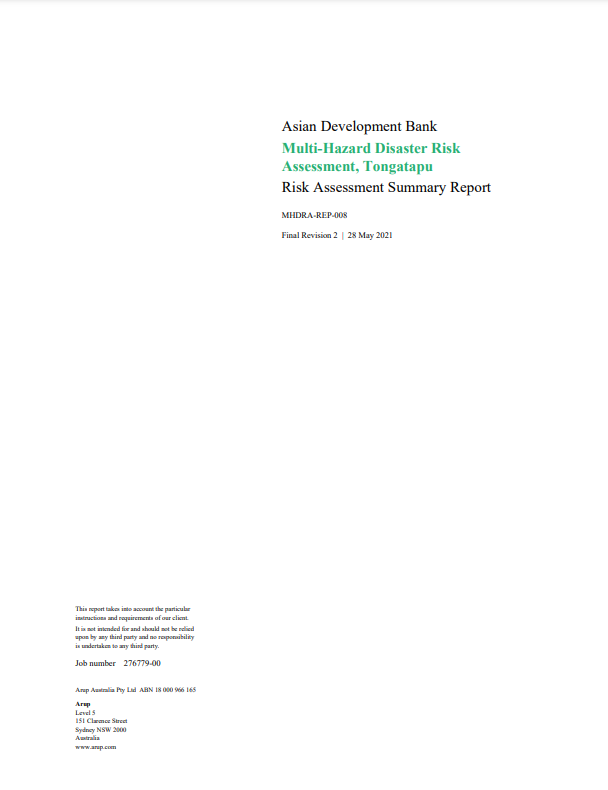 Asian Development Bank
Multi-Hazard Disaster Risk
Assessment, Tongatapu
Risk Assessment Summary Report
MHDRA-REP-008
Final Revision 2 | 28 May 2021
This report takes into account the particular
instructions and requirements of our client.
It is not intended for and should not be relied
upon by any third party and no responsibility
is undertaken to any third party.
Job number 276779-00
Arup Australia Pty Ltd ABN 18 000 966 165
Arup
Level 5
151 Clarence Street
Sydney NSW 2000
Australia
www.arup.com